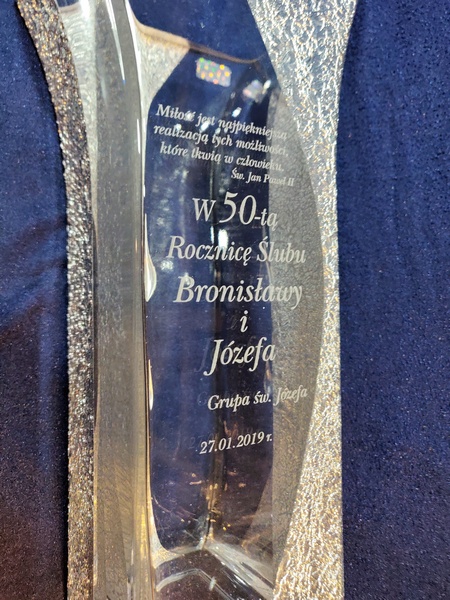 Miłość jest najpiękniejszą
realizacją tych możliwości,
które tkwią w człowieku.
Św. Jan Paweł II
W 50-tą
Rocznicę Ślubu
Bronisławy
i
Józefa
Grupa św. Józefa
27.01.2019 r.